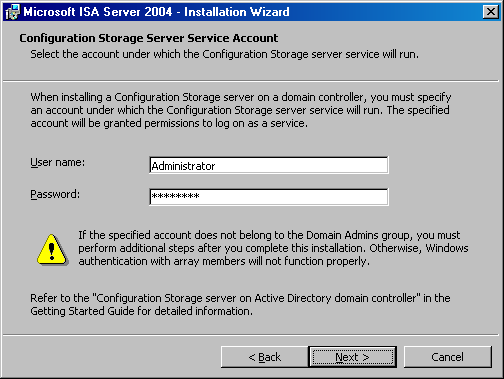 Microsoft ISA Server 2004 - Installation Wizard
Configuration Storage Server Service Account
Select the account under which the Configuration Storage server service will run.
When installing a Configuration Storage server on a domain controller, you must specify
an account under which the Configuration Storage server service will run. The specified
account will be granted permissions to log on as a service.
User name:
Administrator
Password:
********
If the specified account does not belong to the Domain Admins group, you must
perform additional steps after you complete this installation. Otherwise, Windows
authentication with array members will not function properly.
Refer to the "Configuration Storage server on Active Directory domain controller" in the
Getting Started Guide for detailed information.
< Back
Next >
Cancel